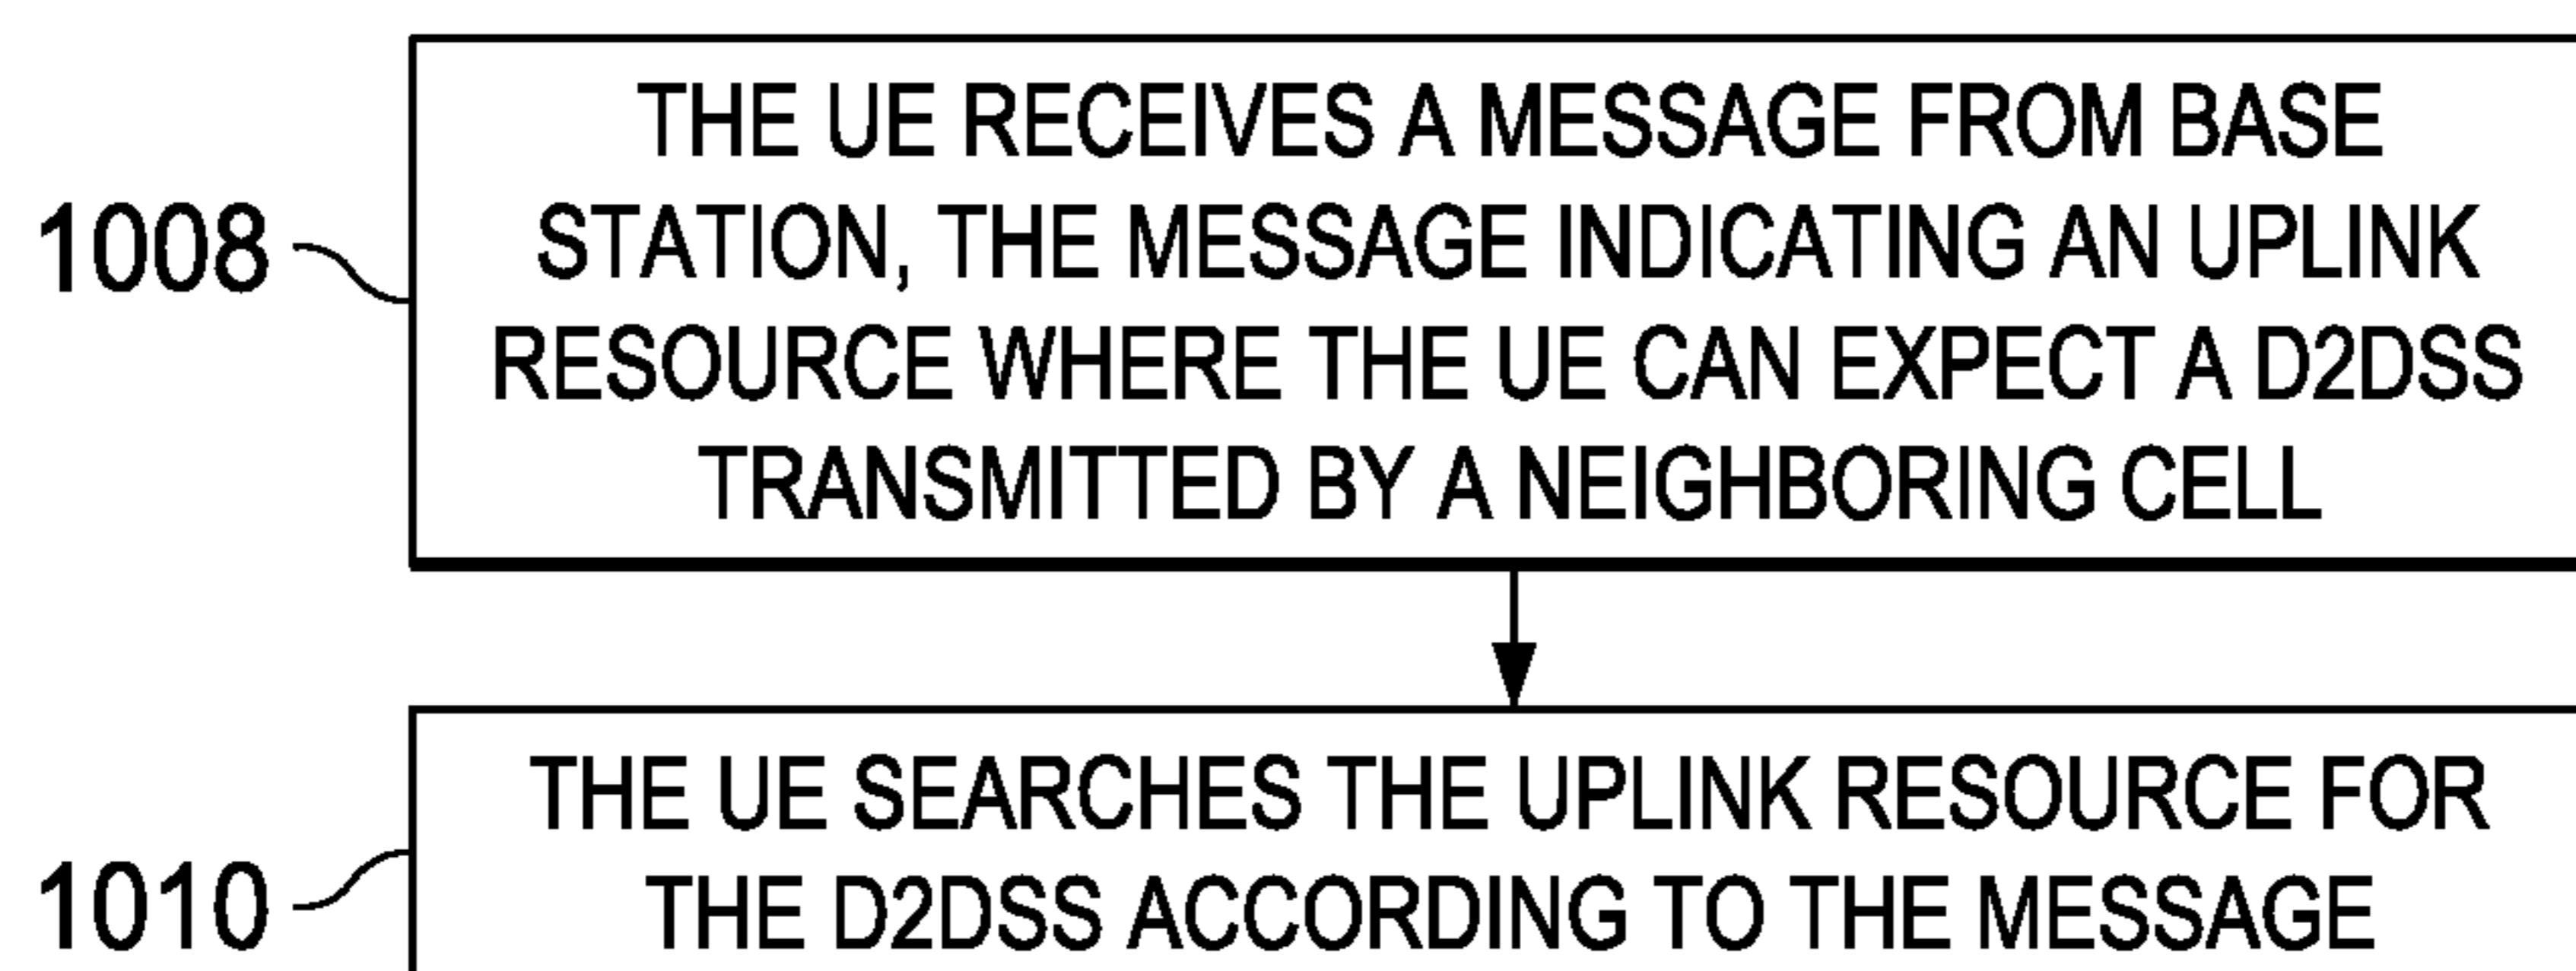 THE UE RECEIVES A MESSAGE FROM BASE
STATION, THE MESSAGE INDICATING AN UPLINK
1008
RESOURCE WHERE THE UE CAN EXPECT A D2DSS
TRANSMITTED BY A NEIGHBORING CELL
THE UE SEARCHES THE UPLINK RESOURCE FOR
THE D2DSS ACCORDING TO THE MESSAGE
1010